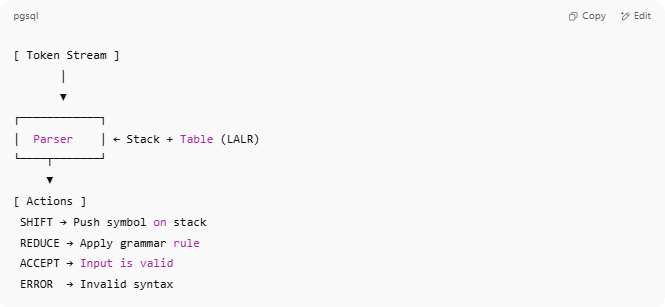 pgsql Copy Edit
[ Token Stream ]
│
▼
┌────────────┐
│ Parser │ ← Stack + Table (LALR)
└────┬───────┘
▼
[ Actions ]
SHIFT → Push symbol on stack
REDUCE → Apply grammar rule
ACCEPT → Input is valid
ERROR → Invalid syntax